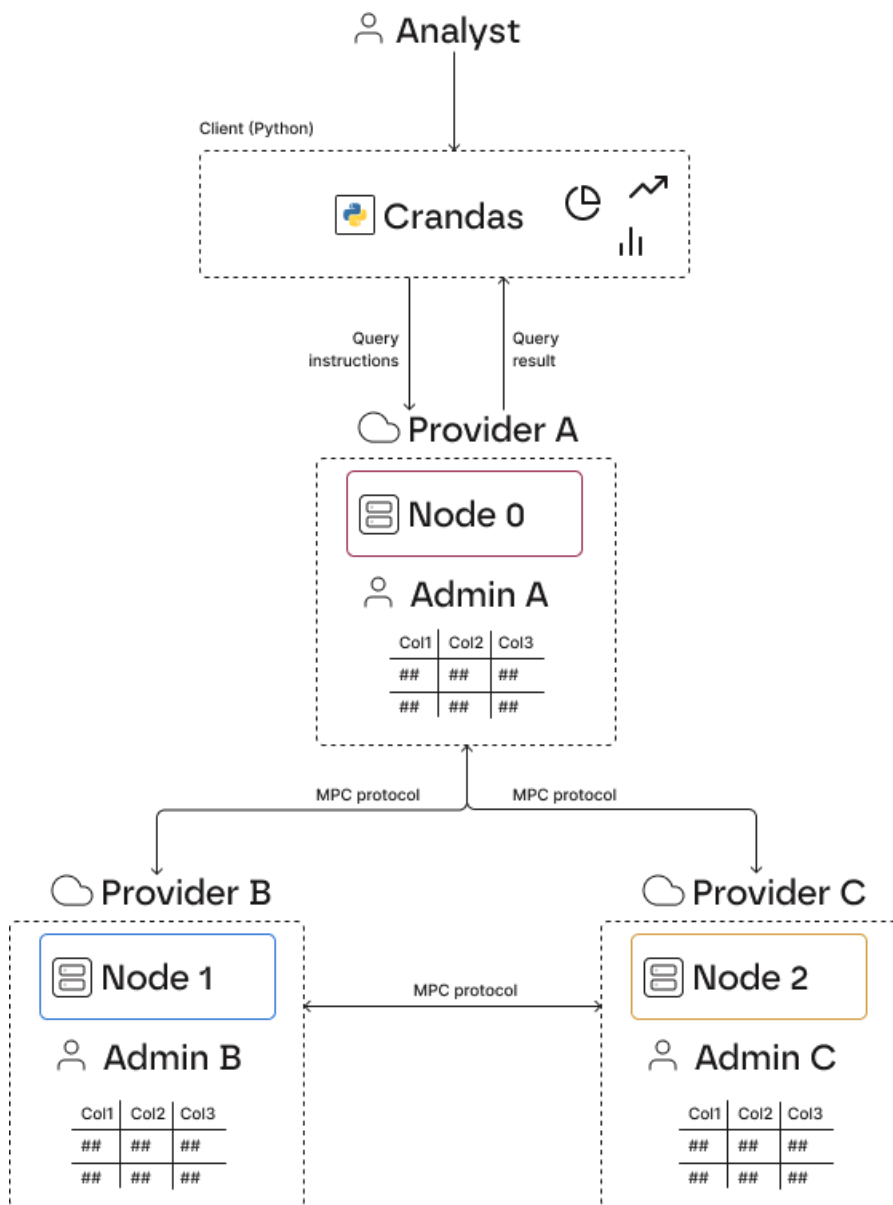 Analyst
Client (Python)
Crandas
Query
instructions
Query
result
Provider A
Node 0
Admin A
Col1 Col2 Col3
## ## ##
## ## ##
MPC protocol
MPC protocol
Provider B
Provider C
Node 1
Node 2
MPC protocol
Admin B
Admin C
Col1 Col2 Col3
## ## ##
## ## ##
Col1 Col2 Col3
## ## ##
## ## ##